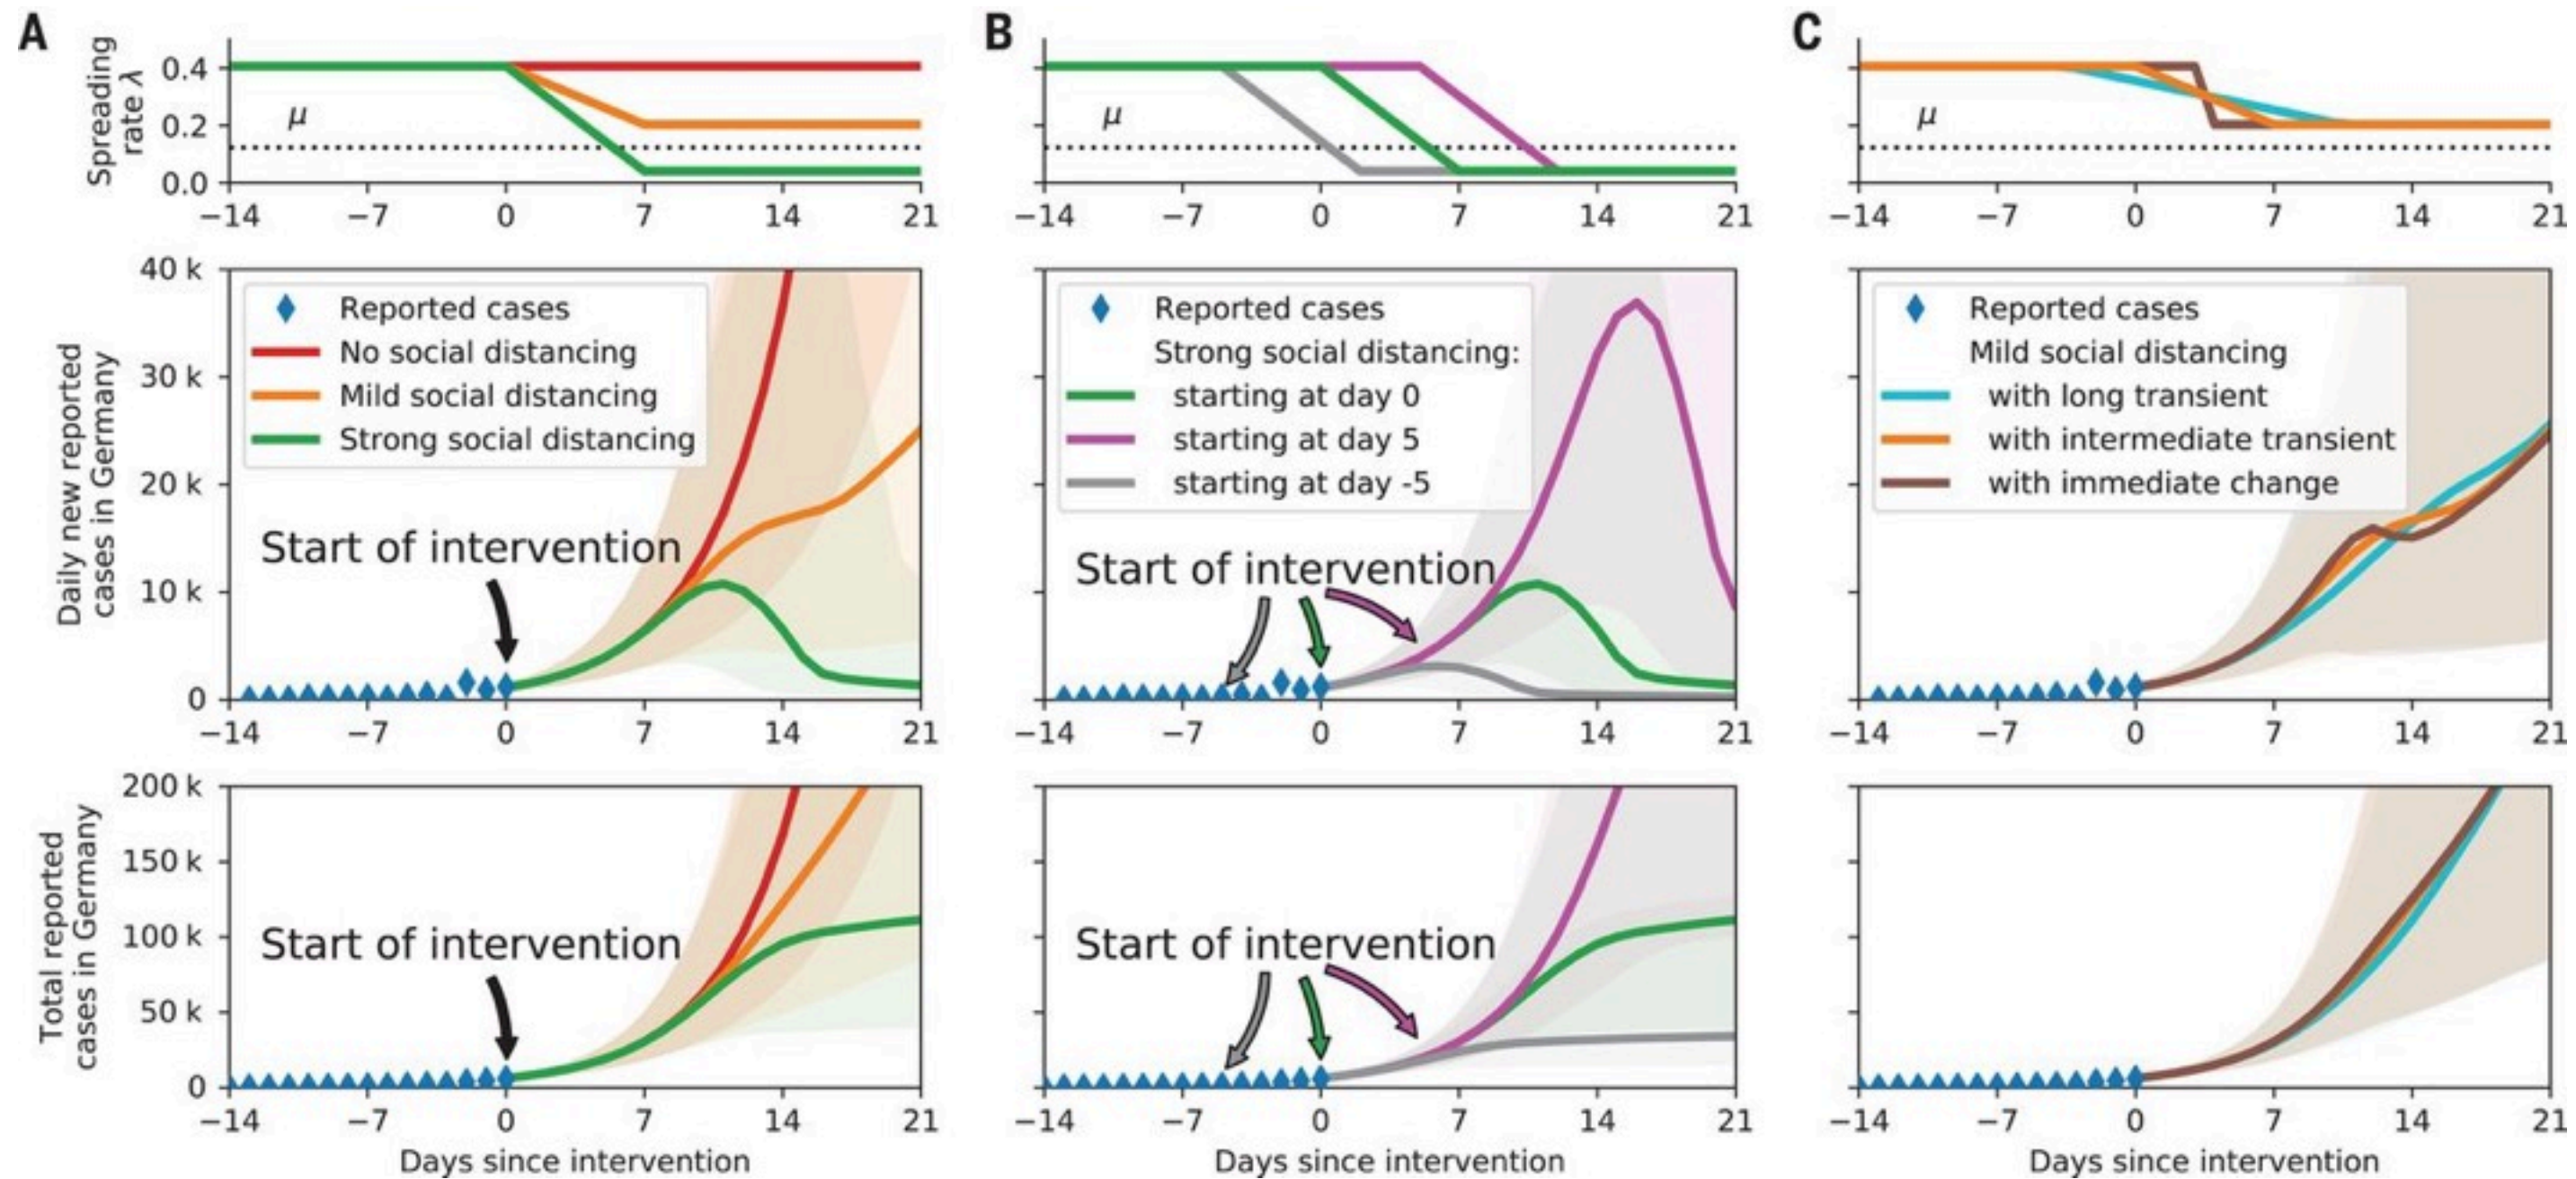 A
Spreading
rate λ
0.4
0.2
0.0
μ
−14
−7
0
7
14
21
Daily new reported
cases in Germany
40 k
30 k
20 k
10 k
0
Reported cases
No social distancing
Mild social distancing
Strong social distancing
Start of intervention
−14
−7
0
7
14
21
Total reported
cases in Germany
200 k
150 k
100 k
50 k
0
Start of intervention
−14
−7
0
7
14
21
Days since intervention
B
μ
−14
−7
0
7
14
21
Reported cases
Strong social distancing:
starting at day 0
starting at day 5
starting at day -5
Start of intervention
−14
−7
0
7
14
21
Start of intervention
−14
−7
0
7
14
21
Days since intervention
C
μ
−14
−7
0
7
14
21
Reported cases
Mild social distancing
with long transient
with intermediate transient
with immediate change
−14
−7
0
7
14
21
−14
−7
0
7
14
21
Days since intervention